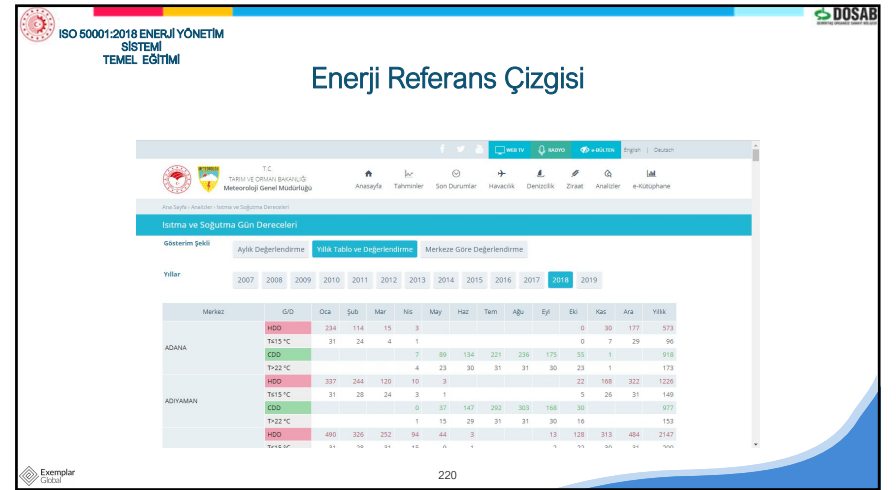 ISO 50001:2018 ENERJİ YÖNETİM
SİSTEMİ
TEMEL EĞİTİMİ
DOSAB
Enerji Referans Çizgisi
WEB TV RADYO e-BÜLTEN English | Deutsch
T.C.
TARIM VE ORMAN BAKANLIĞI
Meteoroloji Genel Müdürlüğü
Anasayfa Tahminler Son Durumlar Havacılık Denizcilik Ziraat Analizler e-Kütüphane
Ana Sayfa - Analizler - Isıtma ve Soğutma Dereceleri
Isıtma ve Soğutma Gün Dereceleri
Gösterim Şekli Aylık Değerlendirme Yıllık Tablo ve Değerlendirme Merkeze Göre Değerlendirme
Yıllar 2007 2008 2009 2010 2011 2012 2013 2014 2015 2016 2017 2018 2019
Merkez G/D Oca Şub Mar Nis May Haz Tem Ağu Eyl Eki Kas Ara Yıllık
ADANA
HDD 234 114 15 3 0 30 177 573
T≤15 °C 31 24 4 1 0 7 29 96
CDD 7 89 134 221 236 175 55 1 918
T>22 °C 4 23 30 31 31 30 23 1 173
ADIYAMAN
HDD 337 244 120 10 3 22 168 322 1226
T≤15 °C 31 28 24 3 1 5 26 31 149
CDD 0 37 147 292 303 168 30 977
T>22 °C 1 15 29 31 31 30 16 153
HDD 490 326 252 94 44 3 13 128 313 484 2147
Exemplar
Global
220